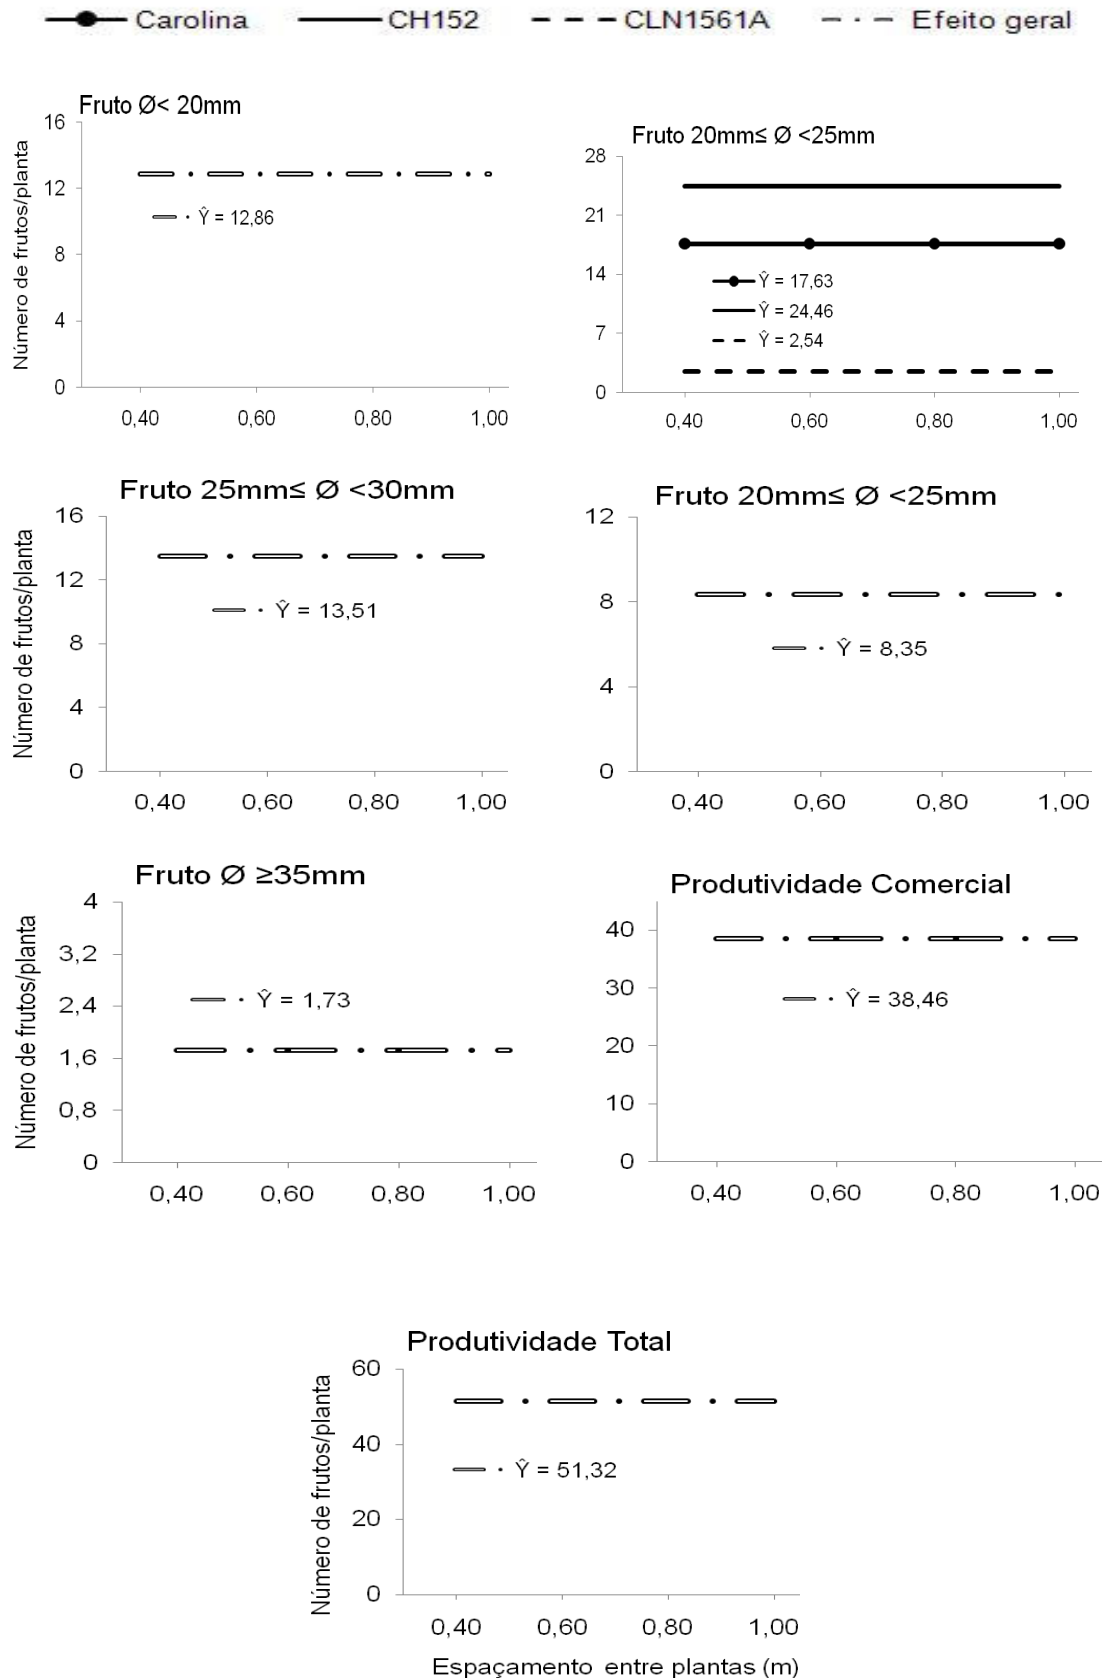 Carolina CH152 CLN1561A Efeito geral
Fruto Ø< 20mm
Número de frutos/planta
16
12
8
4
0
Ŷ = 12,86
0,40 0,60 0,80 1,00
Fruto 20mm≤ Ø <25mm
28
21
14
7
0
Ŷ = 17,63
Ŷ = 24,46
Ŷ = 2,54
0,40 0,60 0,80 1,00
Fruto 25mm≤ Ø <30mm
Número de frutos/planta
16
12
8
4
0
Ŷ = 13,51
0,40 0,60 0,80 1,00
Fruto 20mm≤ Ø <25mm
12
8
4
0
Ŷ = 8,35
0,40 0,60 0,80 1,00
Fruto Ø ≥35mm
Número de frutos/planta
4
3,2
2,4
1,6
0,8
0
Ŷ = 1,73
0,40 0,60 0,80 1,00
Produtividade Comercial
40
30
20
10
0
Ŷ = 38,46
0,40 0,60 0,80 1,00
Produtividade Total
Número de frutos/planta
60
40
20
0
Ŷ = 51,32
0,40 0,60 0,80 1,00
Espaçamento entre plantas (m)